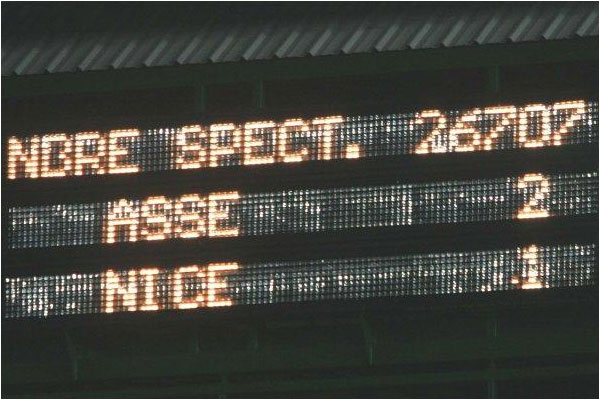 NBRE SPECT. 26707
ASSE 2
NICE 1